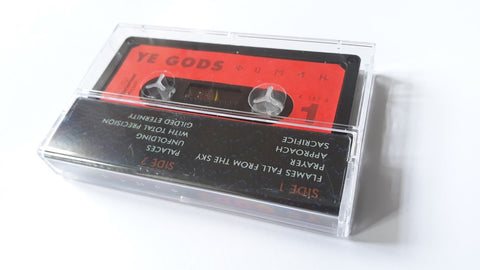 YE GODS DUMAH
1
SIDE 1
FLAMES FALL FROM THE SKY
PRAYER
APPROACH
SACRIFICE
SIDE 2
PALACES
UNFOLDING
WITH TOTAL PRECISION
GILDED ETERNITY